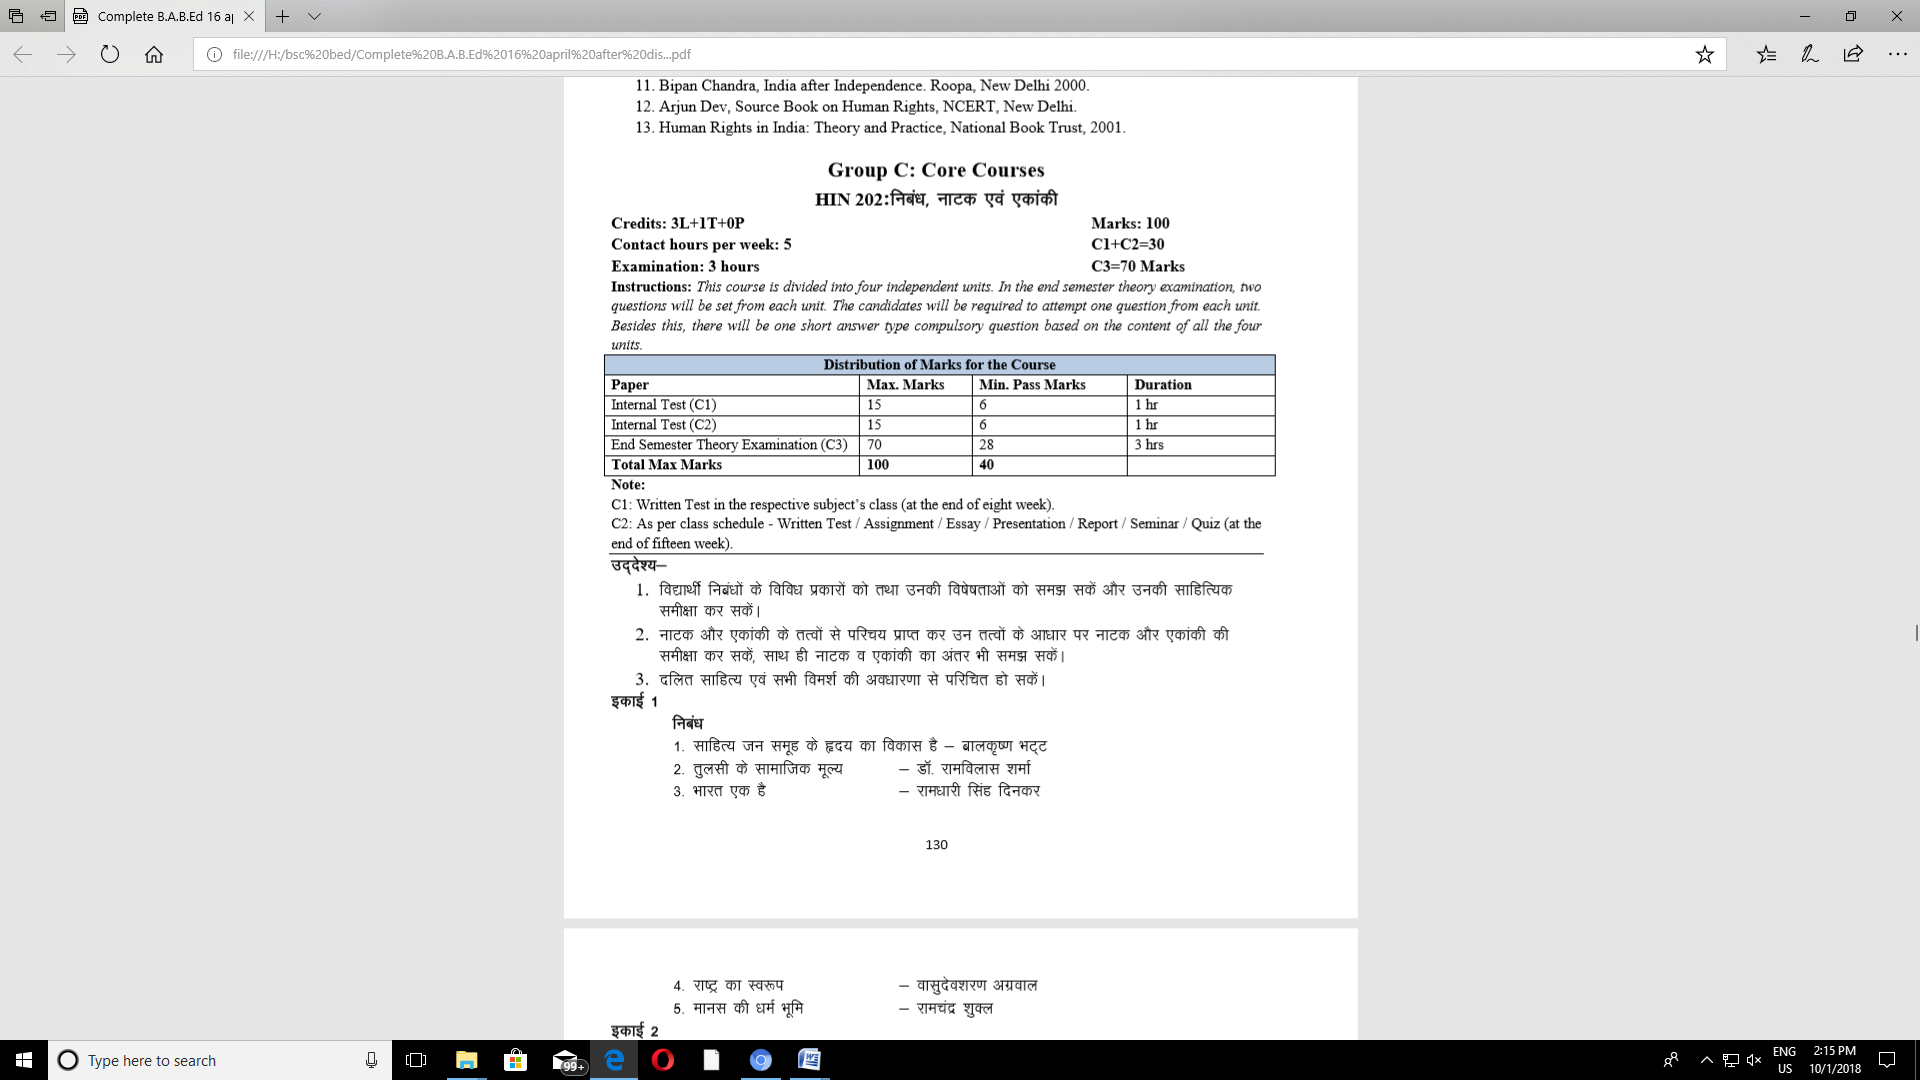 Complete B.A.B.Ed 16 a
file:///H:/bsc%20bed/Complete%20B.A.B.Ed%2016%20april%20after%20dis...pdf
11. Bipan Chandra, India after Independence. Roopa, New Delhi 2000.
12. Arjun Dev, Source Book on Human Rights, NCERT, New Delhi.
13. Human Rights in India: Theory and Practice, National Book Trust, 2001.
Group C: Core Courses
HIN 202:निबंध, नाटक एवं एकांकी
Credits: 3L+1T+0P Marks: 100
Contact hours per week: 5 C1+C2=30
Examination: 3 hours C3=70 Marks
Instructions: This course is divided into four independent units. In the end semester theory examination, two
questions will be set from each unit. The candidates will be required to attempt one question from each unit.
Besides this, there will be one short answer type compulsory question based on the content of all the four
units.
Distribution of Marks for the Course
Paper Max. Marks Min. Pass Marks Duration
Internal Test (C1) 15 6 1 hr
Internal Test (C2) 15 6 1 hr
End Semester Theory Examination (C3) 70 28 3 hrs
Total Max Marks 100 40
Note:
C1: Written Test in the respective subject's class (at the end of eight week).
C2: As per class schedule - Written Test / Assignment / Essay / Presentation / Report / Seminar / Quiz (at the
end of fifteen week).
उद्देश्य–
1. विद्यार्थी निबंधों के विविध प्रकारों को तथा उनकी विषेषताओं को समझ सकें और उनकी साहित्यिक
समीक्षा कर सकें।
2. नाटक और एकांकी के तत्वों से परिचय प्राप्त कर उन तत्वों के आधार पर नाटक और एकांकी की
समीक्षा कर सकें, साथ ही नाटक व एकांकी का अंतर भी समझ सकें।
3. दलित साहित्य एवं सभी विमर्श की अवधारणा से परिचित हो सकें।
इकाई 1
निबंध
1. साहित्य जन समूह के हृदय का विकास है – बालकृष्ण भट्ट
2. तुलसी के सामाजिक मूल्य – डॉ. रामविलास शर्मा
3. भारत एक है – रामधारी सिंह दिनकर
130
4. राष्ट्र का स्वरूप – वासुदेवशरण अग्रवाल
5. मानस की धर्म भूमि – रामचंद्र शुक्ल
इकाई 2
Type here to search
99+
ENG
US
2:15 PM
10/1/2018